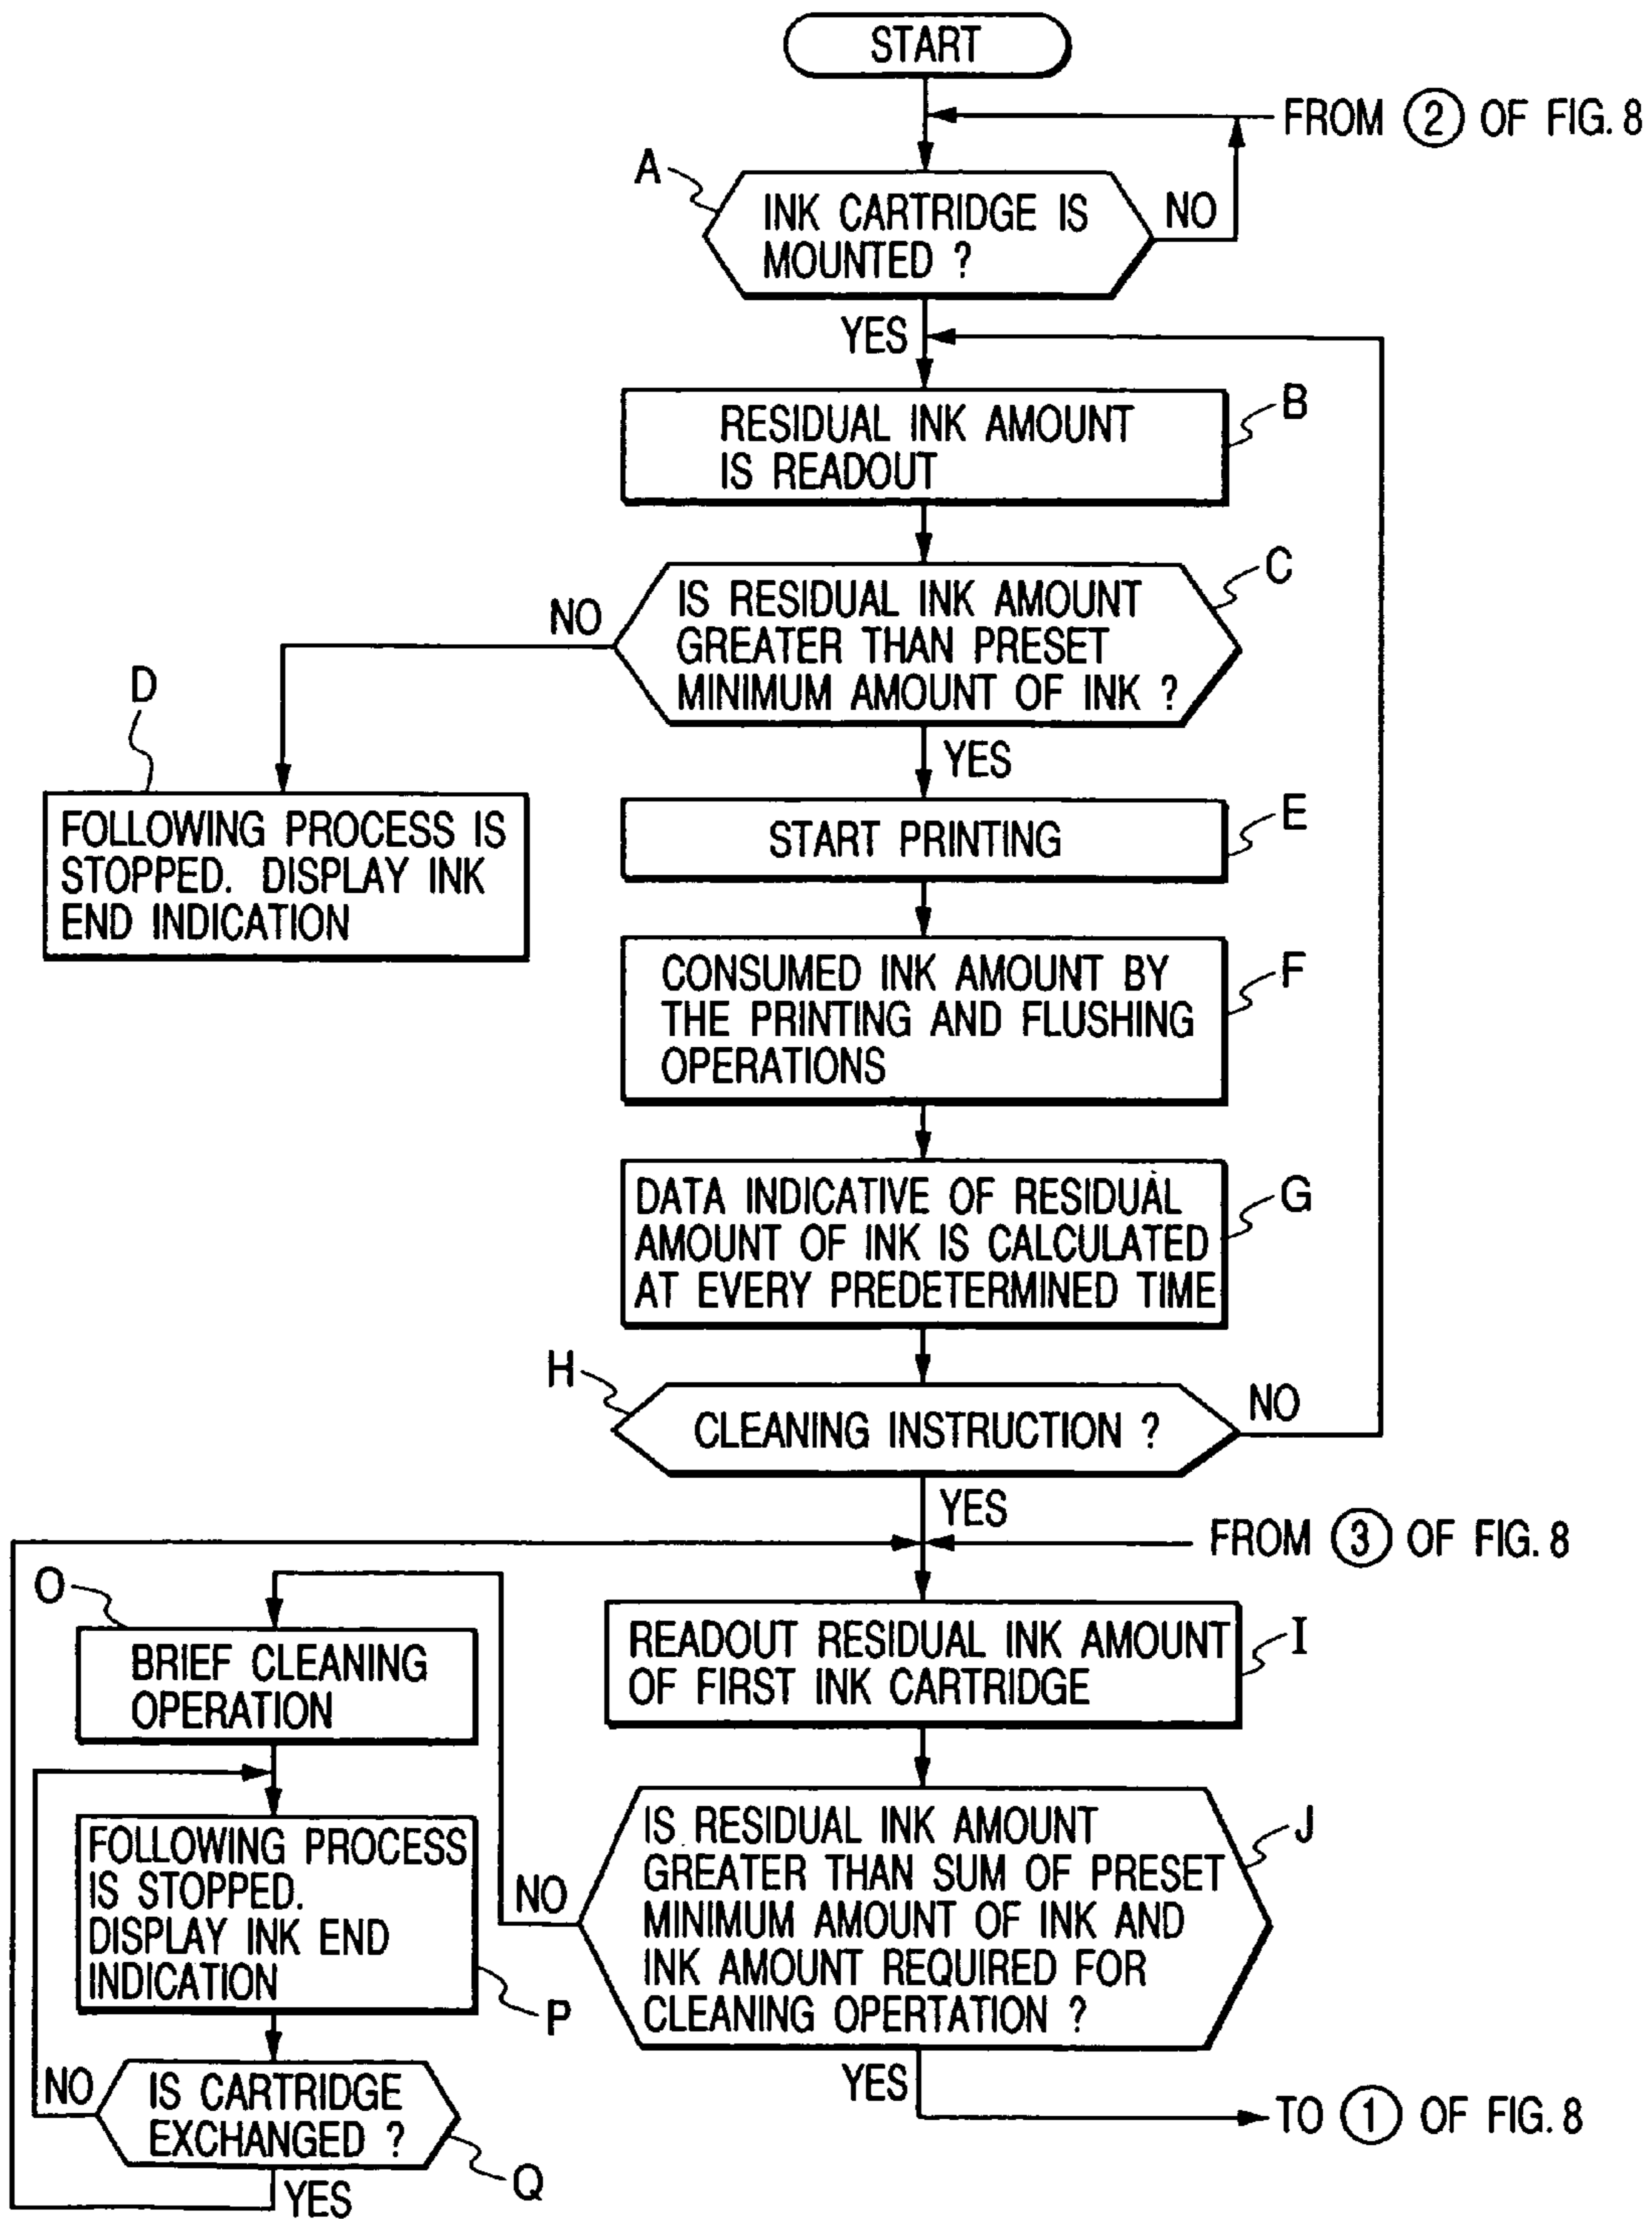 START
FROM 2 OF FIG. 8
A
INK CARTRIDGE IS
MOUNTED ?
NO
YES
RESIDUAL INK AMOUNT
IS READOUT
B
IS RESIDUAL INK AMOUNT
GREATER THAN PRESET
MINIMUM AMOUNT OF INK ?
C
NO
D
FOLLOWING PROCESS IS
STOPPED. DISPLAY INK
END INDICATION
YES
START PRINTING
E
CONSUMED INK AMOUNT BY
THE PRINTING AND FLUSHING
OPERATIONS
F
DATA INDICATIVE OF RESIDUAL
AMOUNT OF INK IS CALCULATED
AT EVERY PREDETERMINED TIME
G
H
CLEANING INSTRUCTION ?
NO
YES
FROM 3 OF FIG. 8
O
BRIEF CLEANING
OPERATION
READOUT RESIDUAL INK AMOUNT
OF FIRST INK CARTRIDGE
I
FOLLOWING PROCESS
IS STOPPED.
DISPLAY INK END
INDICATION
P
NO
IS RESIDUAL INK AMOUNT
GREATER THAN SUM OF PRESET
MINIMUM AMOUNT OF INK AND
INK AMOUNT REQUIRED FOR
CLEANING OPERTATION ?
J
NO
IS CARTRIDGE
EXCHANGED ?
Q
YES
YES
TO 1 OF FIG. 8